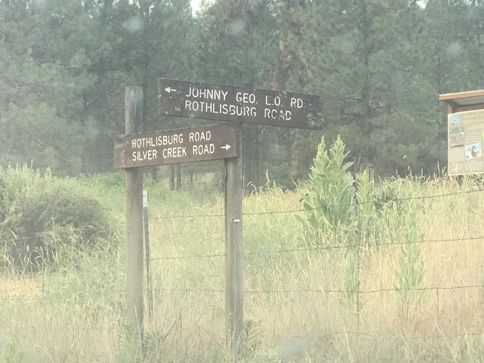 JOHNNY GEO. L.O. RD.
ROTHLISBURG ROAD
ROTHLISBURG ROAD
SILVER CREEK ROAD